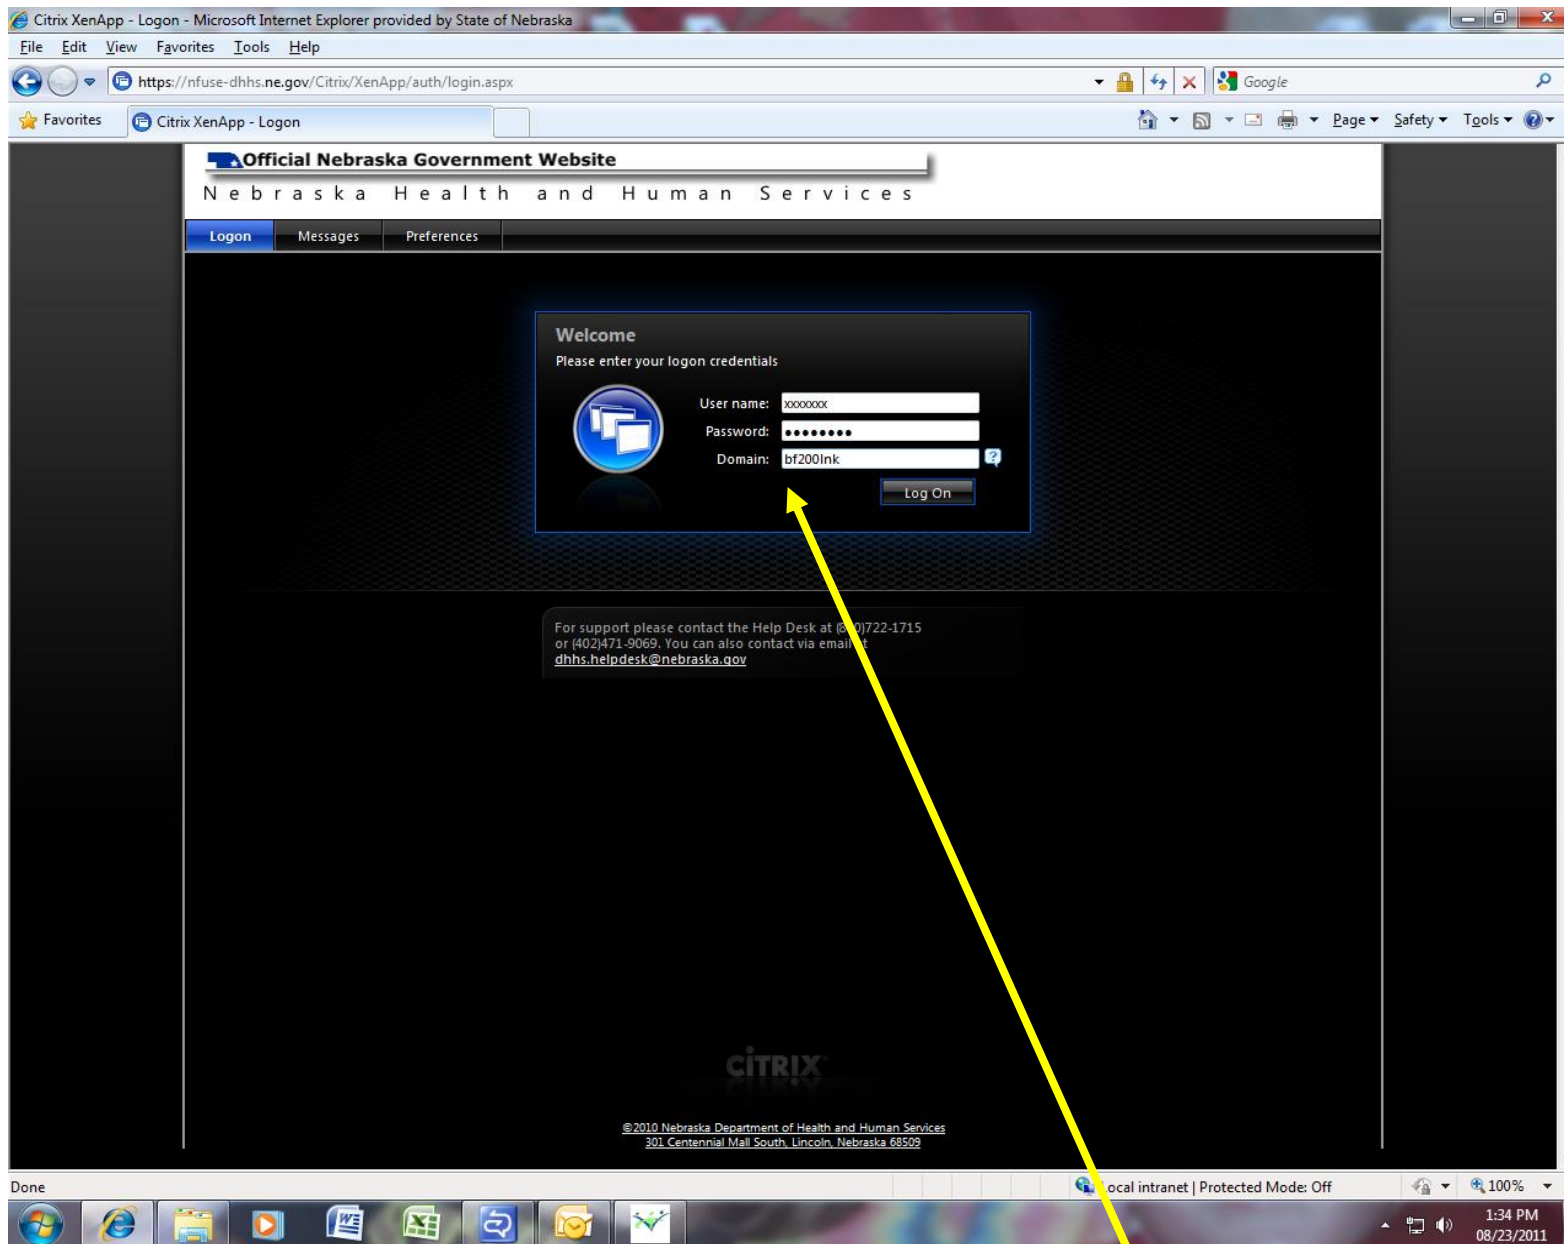 Citrix XenApp - Logon - Microsoft Internet Explorer provided by State of Nebraska
File Edit View Favorites Tools Help
https://nfuse-dhhs.ne.gov/Citrix/XenApp/auth/login.aspx
Google
Favorites Citrix XenApp - Logon
Page Safety Tools
Official Nebraska Government Website
Nebraska Health and Human Services
Logon Messages Preferences
Welcome
Please enter your logon credentials
User name: xxxxxxx
Password: ••••••••
Domain: bf200lnk
Log On
For support please contact the Help Desk at 722-1715
or (402)471-9069. You can also contact via email
dhhs.helpdesk@nebraska.gov
CITRIX
©2010 Nebraska Department of Health and Human Services
301 Centennial Mall South, Lincoln, Nebraska 68509
Done
Local intranet | Protected Mode: Off
100%
1:34 PM
08/23/2011